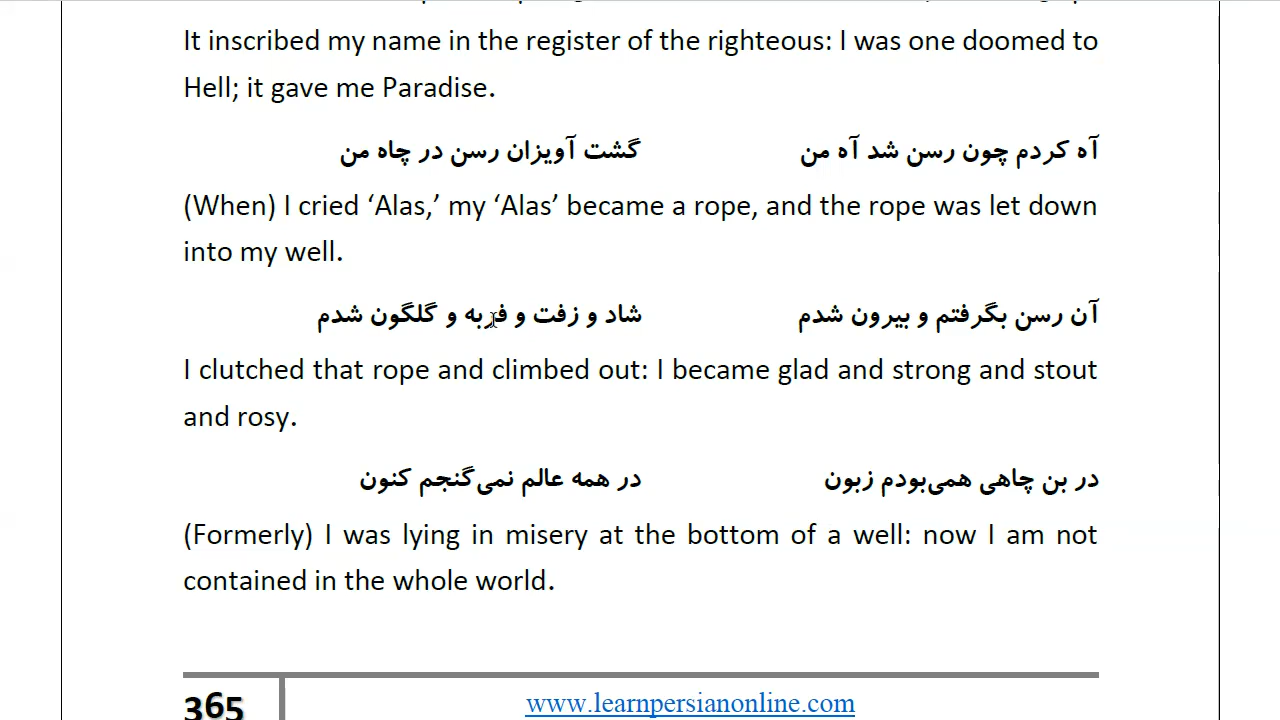 It inscribed my name in the register of the righteous: I was one doomed to
Hell; it gave me Paradise.
آه کردم چون رسن شد آه من گشت آویزان رسن در چاه من
(When) I cried ‘Alas,’ my ‘Alas’ became a rope, and the rope was let down
into my well.
آن رسن بگرفتم و بیرون شدم شاد و زفت و فربه و گلگون شدم
I clutched that rope and climbed out: I became glad and strong and stout
and rosy.
در بن چاهی همی‌بودم زبون در همه عالم نمی‌گنجم کنون
(Formerly) I was lying in misery at the bottom of a well: now I am not
contained in the whole world.
365 www.learnpersianonline.com